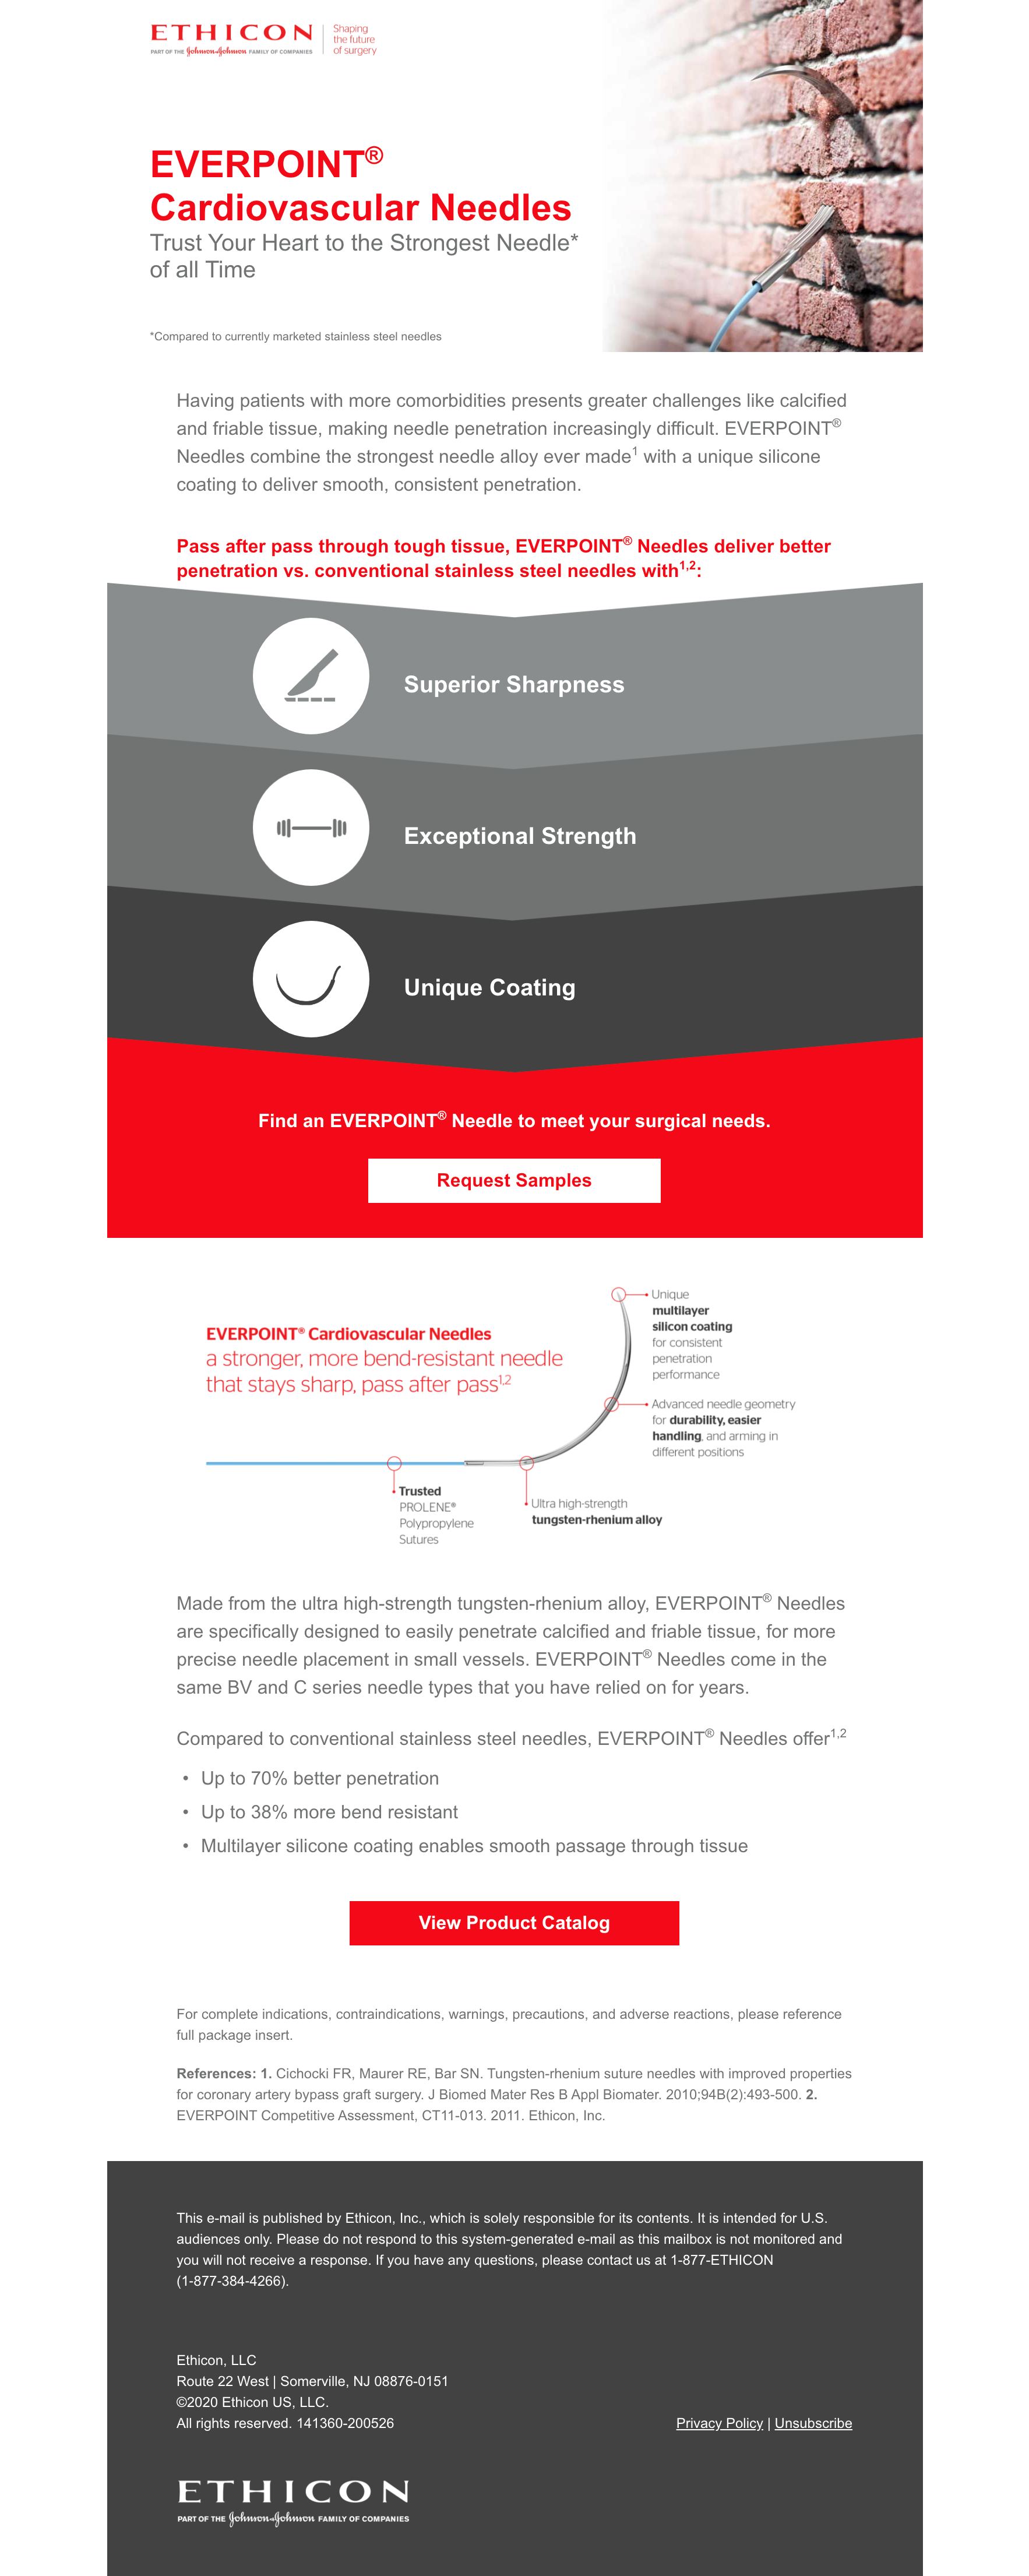 ETHICON
PART OF THE Johnson & Johnson FAMILY OF COMPANIES
Shaping
the future
of surgery
EVERPOINT®
Cardiovascular Needles
Trust Your Heart to the Strongest Needle*
of all Time
*Compared to currently marketed stainless steel needles
Having patients with more comorbidities presents greater challenges like calcified
and friable tissue, making needle penetration increasingly difficult. EVERPOINT®
Needles combine the strongest needle alloy ever made1 with a unique silicone
coating to deliver smooth, consistent penetration.
Pass after pass through tough tissue, EVERPOINT® Needles deliver better
penetration vs. conventional stainless steel needles with1,2:
Superior Sharpness
Exceptional Strength
Unique Coating
Find an EVERPOINT® Needle to meet your surgical needs.
Request Samples
EVERPOINT® Cardiovascular Needles
a stronger, more bend-resistant needle
that stays sharp, pass after pass1,2
Unique
multilayer
silicon coating
for consistent
penetration
performance
Advanced needle geometry
for durability, easier
handling, and arming in
different positions
Trusted
PROLENE®
Polypropylene
Sutures
Ultra high-strength
tungsten-rhenium alloy
Made from the ultra high-strength tungsten-rhenium alloy, EVERPOINT® Needles
are specifically designed to easily penetrate calcified and friable tissue, for more
precise needle placement in small vessels. EVERPOINT® Needles come in the
same BV and C series needle types that you have relied on for years.
Compared to conventional stainless steel needles, EVERPOINT® Needles offer1,2
• Up to 70% better penetration
• Up to 38% more bend resistant
• Multilayer silicone coating enables smooth passage through tissue
View Product Catalog
For complete indications, contraindications, warnings, precautions, and adverse reactions, please reference
full package insert.
References: 1. Cichocki FR, Maurer RE, Bar SN. Tungsten-rhenium suture needles with improved properties
for coronary artery bypass graft surgery. J Biomed Mater Res B Appl Biomater. 2010;94B(2):493-500. 2.
EVERPOINT Competitive Assessment, CT11-013. 2011. Ethicon, Inc.
This e-mail is published by Ethicon, Inc., which is solely responsible for its contents. It is intended for U.S.
audiences only. Please do not respond to this system-generated e-mail as this mailbox is not monitored and
you will not receive a response. If you have any questions, please contact us at 1-877-ETHICON
(1-877-384-4266).
Ethicon, LLC
Route 22 West | Somerville, NJ 08876-0151
©2020 Ethicon US, LLC.
All rights reserved. 141360-200526
Privacy Policy | Unsubscribe
ETHICON
PART OF THE Johnson & Johnson FAMILY OF COMPANIES